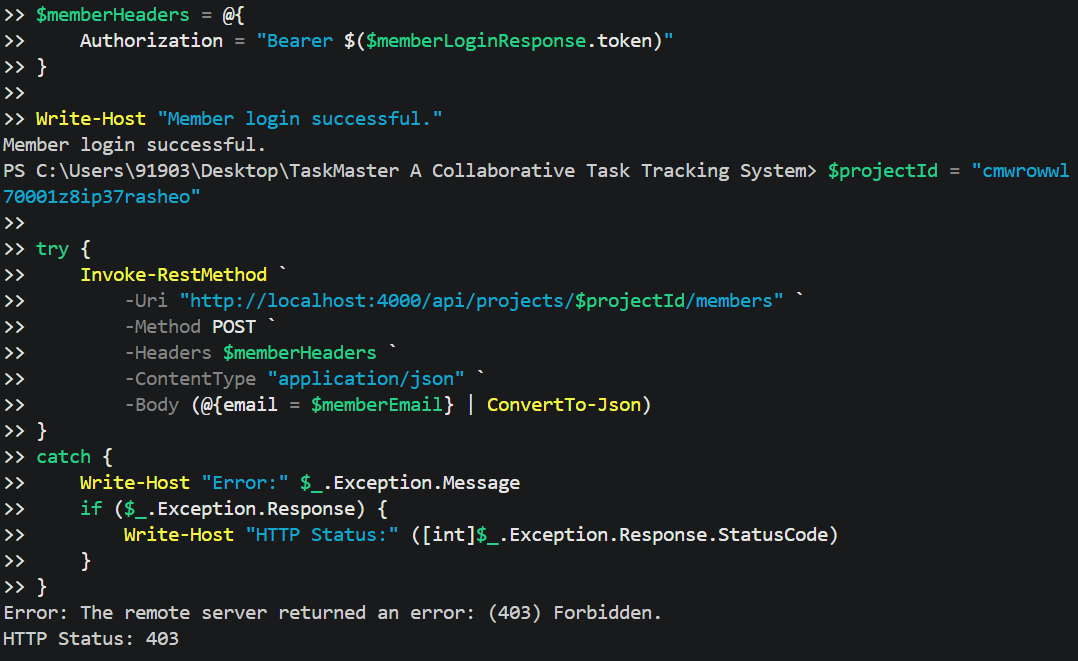 >> $memberHeaders = @{
>>     Authorization = "Bearer $($memberLoginResponse.token)"
>> }
>>
>> Write-Host "Member login successful."
Member login successful.
PS C:\Users\91903\Desktop\TaskMaster A Collaborative Task Tracking System> $projectId = "cmwrowwl
70001z8ip37rasheo"
>>
>> try {
>>     Invoke-RestMethod `
>>         -Uri "http://localhost:4000/api/projects/$projectId/members" `
>>         -Method POST `
>>         -Headers $memberHeaders `
>>         -ContentType "application/json" `
>>         -Body (@{email = $memberEmail} | ConvertTo-Json)
>> }
>> catch {
>>     Write-Host "Error:" $_.Exception.Message
>>     if ($_.Exception.Response) {
>>         Write-Host "HTTP Status:" ([int]$_.Exception.Response.StatusCode)
>>     }
>> }
Error: The remote server returned an error: (403) Forbidden.
HTTP Status: 403